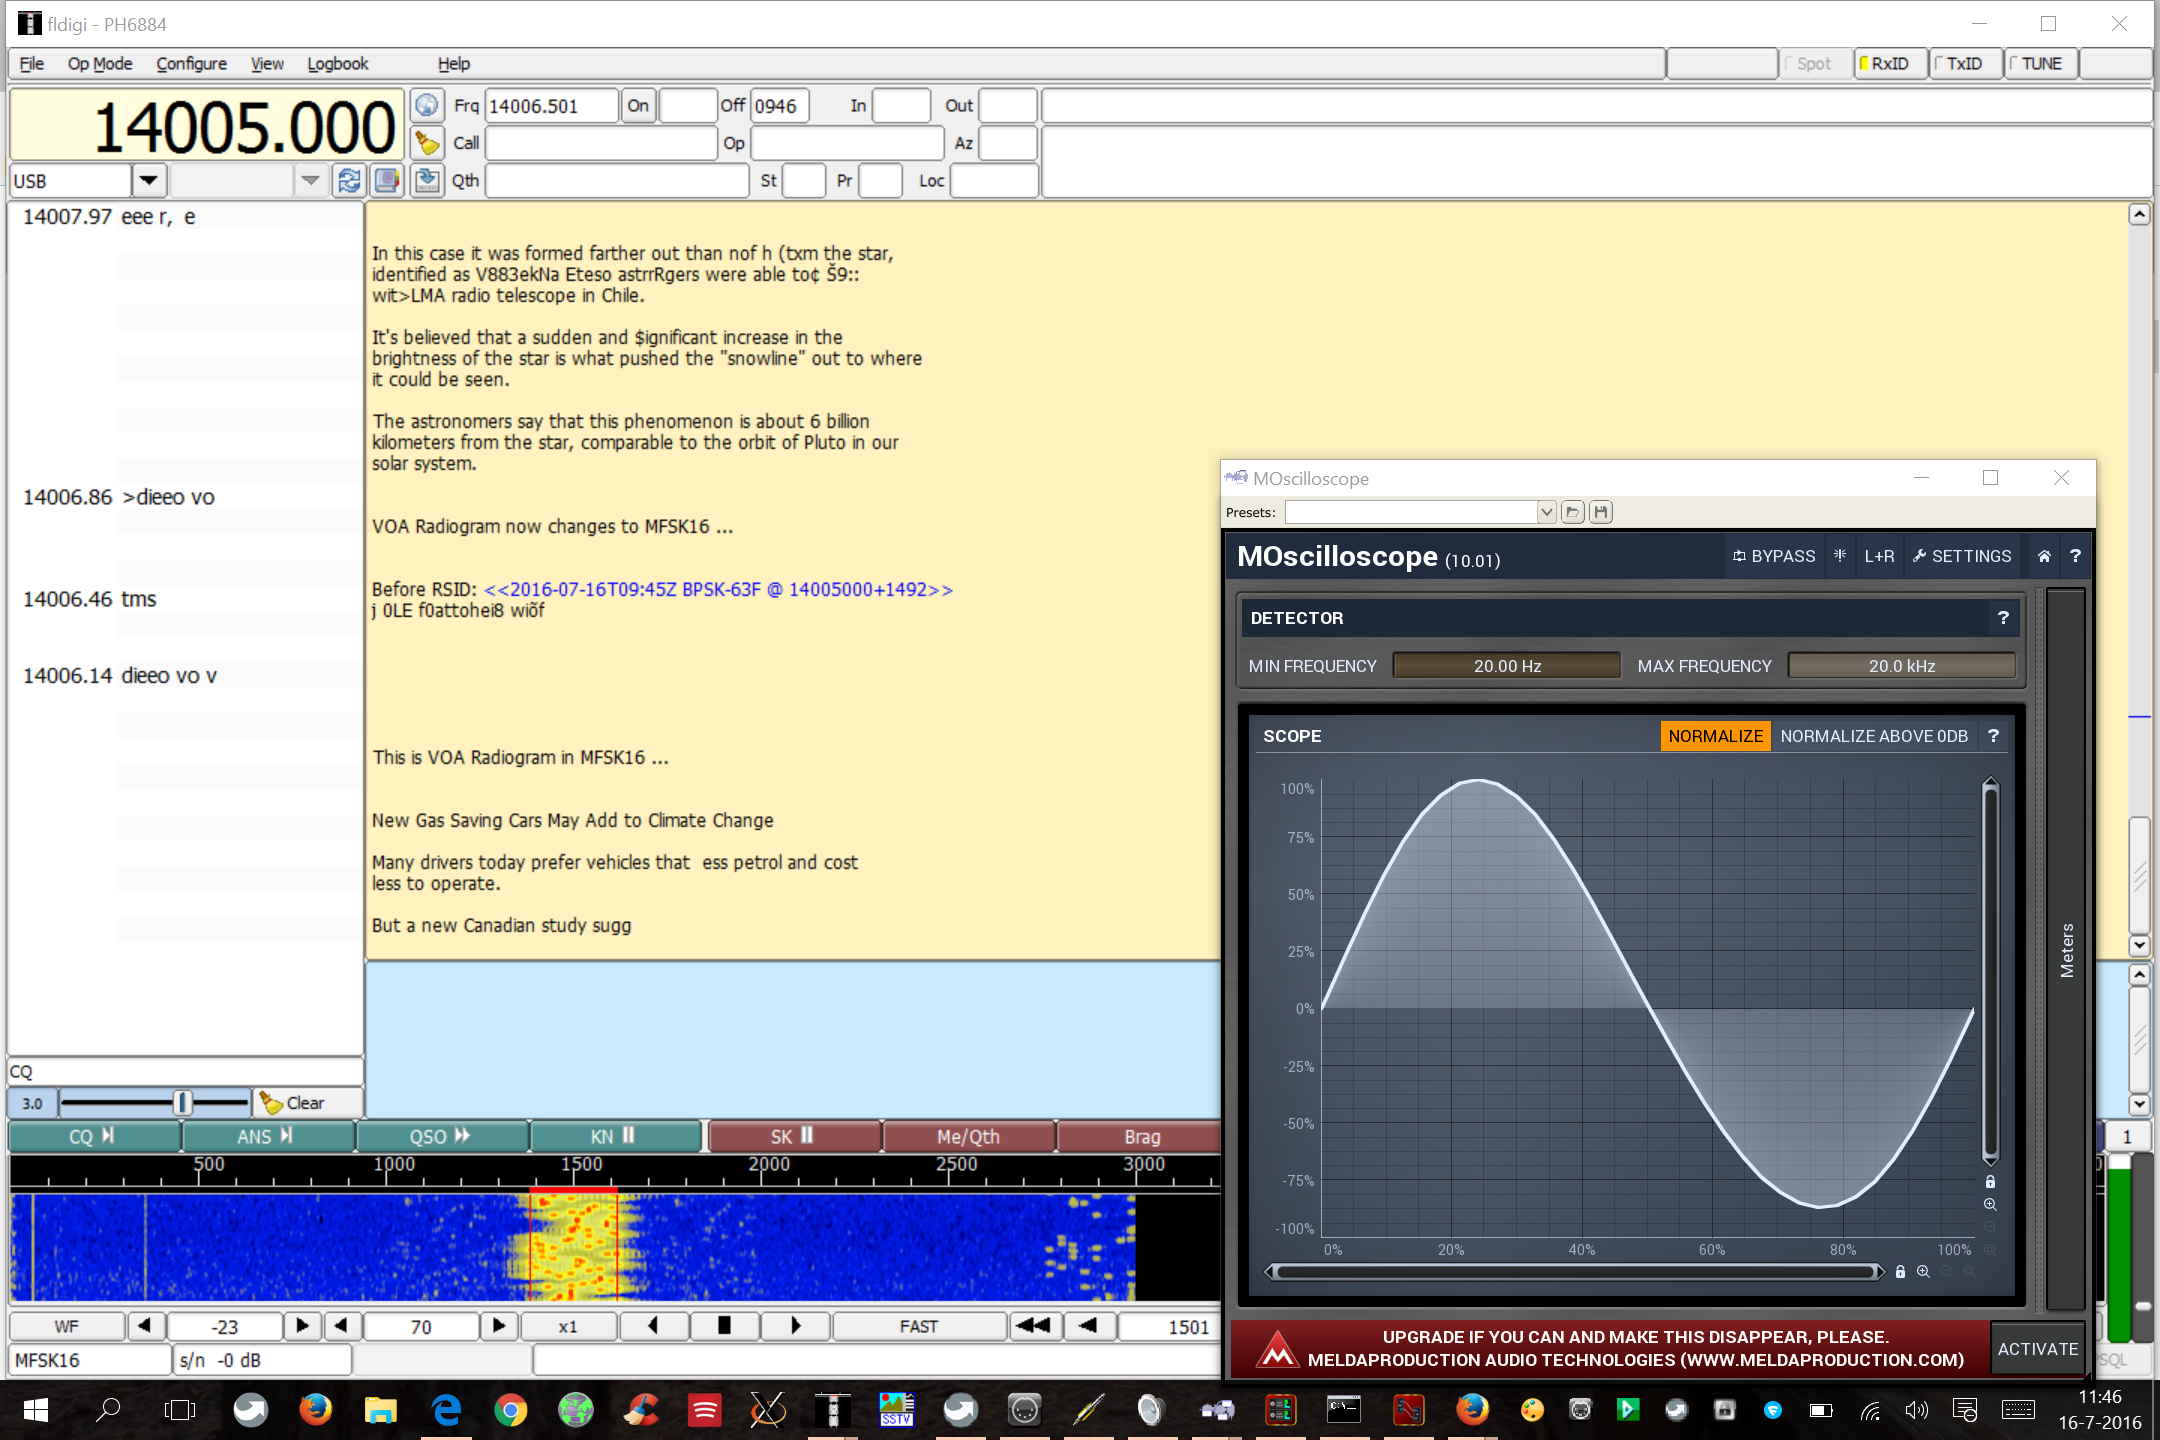 fldigi - PH6884
File Op Mode Configure View Logbook Help Spot RxID TxID TUNE
14005.000
Frq 14006.501 On Off 0946 In Out
Call Op Az
USB
Qth St Pr Loc
14007.97 eee r, e
14006.86 >dieeo vo
14006.46 tms
14006.14 dieeo vo v
CQ
3.0 Clear
In this case it was formed farther out than nof h (txm the star,
identified as V883ekNa Eteso astrrRgers were able to¢ Š9::
wit>LMA radio telescope in Chile.
It's believed that a sudden and $ignificant increase in the
brightness of the star is what pushed the "snowline" out to where
it could be seen.
The astronomers say that this phenomenon is about 6 billion
kilometers from the star, comparable to the orbit of Pluto in our
solar system.
VOA Radiogram now changes to MFSK16 ...
Before RSID: <<2016-07-16T09:45Z BPSK-63F @ 14005000+1492>>
j 0LE f0attohei8 wiõf
This is VOA Radiogram in MFSK16 ...
New Gas Saving Cars May Add to Climate Change
Many drivers today prefer vehicles that  ess petrol and cost
less to operate.
But a new Canadian study sugg
MOscilloscope
Presets:
MOscilloscope (10.01) BYPASS L+R SETTINGS ?
DETECTOR ?
MIN FREQUENCY 20.00 Hz MAX FREQUENCY 20.0 kHz
SCOPE NORMALIZE NORMALIZE ABOVE 0DB ?
100%
75%
50%
25%
0%
-25%
-50%
-75%
-100%
0% 20% 40% 60% 80% 100%
Meters
UPGRADE IF YOU CAN AND MAKE THIS DISAPPEAR, PLEASE.
MELDAPRODUCTION AUDIO TECHNOLOGIES (WWW.MELDAPRODUCTION.COM)
ACTIVATE
CQ ANS QSO KN SK Me/Qth Brag 1
500 1000 1500 2000 2500 3000
WF -23 70 x1 FAST 1501
MFSK16 s/n -0 dB
SSTV
11:46
16-7-2016